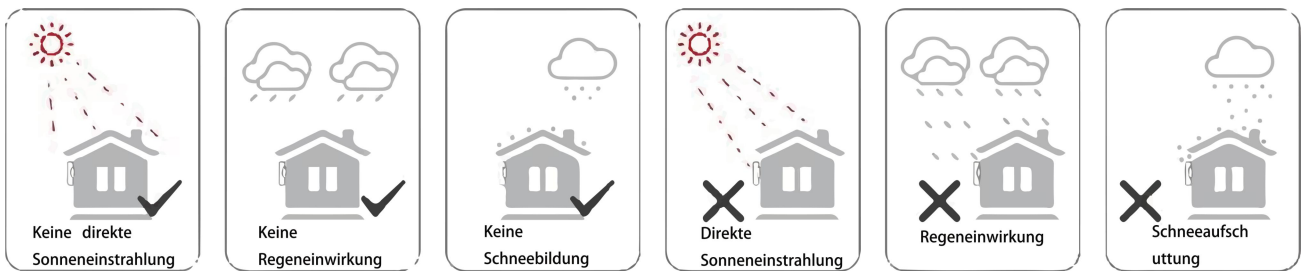 Keine direkte
Sonneneinstrahlung
Keine
Regeneinwirkung
Keine
Schneebildung
Direkte
Sonneneinstrahlung
Regeneinwirkung
Schneeaufsch
uttung